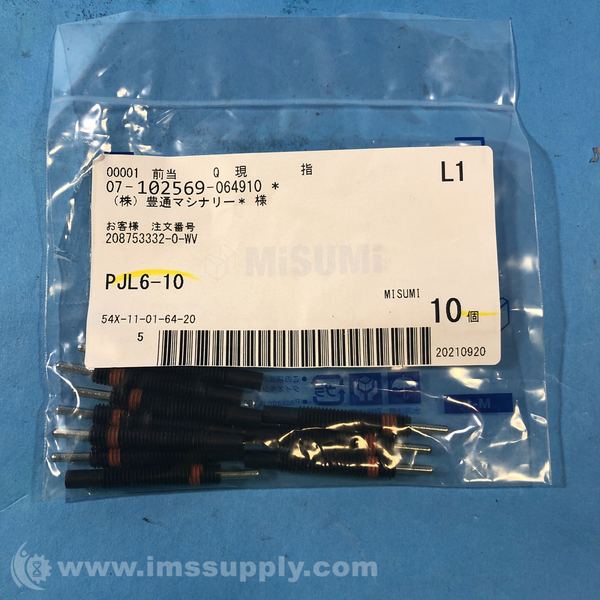 00001 前当 Q 現 指
L1
07-102569-064910 *
(株) 豊通マシナリー* 様
お客様 注文番号
208753332-0-WV
MiSUMi
PJL6-10
MISUMI
10個
54X-11-01-64-20
5
20210920
www.imssupply.com